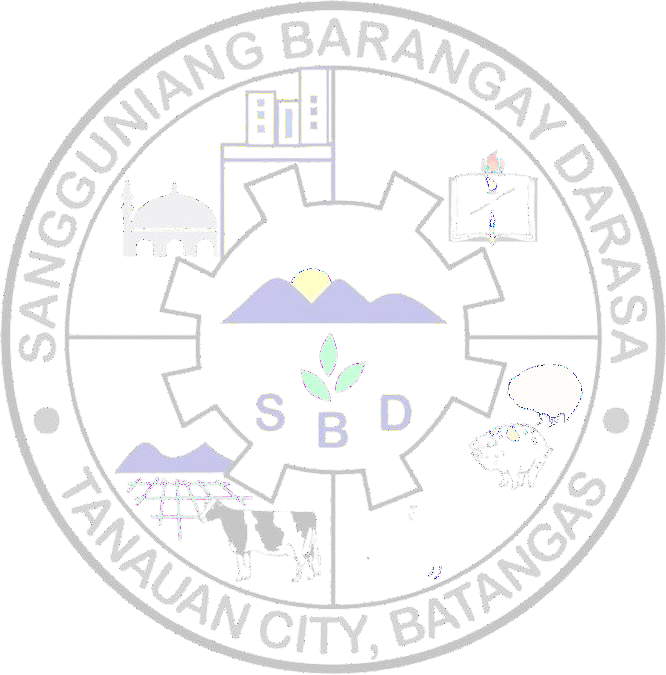 SANGGUNIANG BARANGAY DARASA
S B D
TANAUAN CITY, BATANGAS